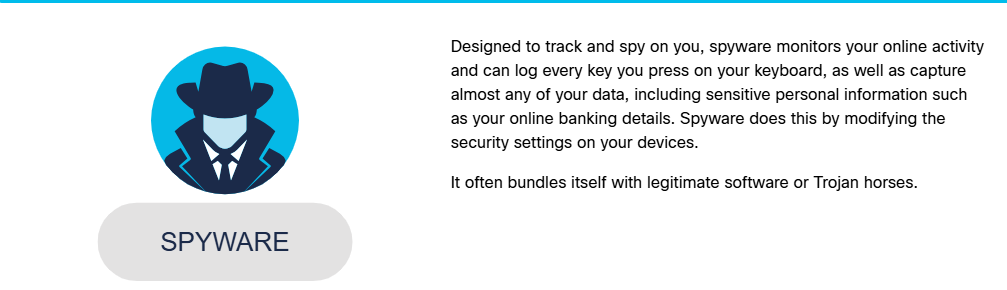 Designed to track and spy on you, spyware monitors your online activity
and can log every key you press on your keyboard, as well as capture
almost any of your data, including sensitive personal information such
as your online banking details. Spyware does this by modifying the
security settings on your devices.
It often bundles itself with legitimate software or Trojan horses.
SPYWARE